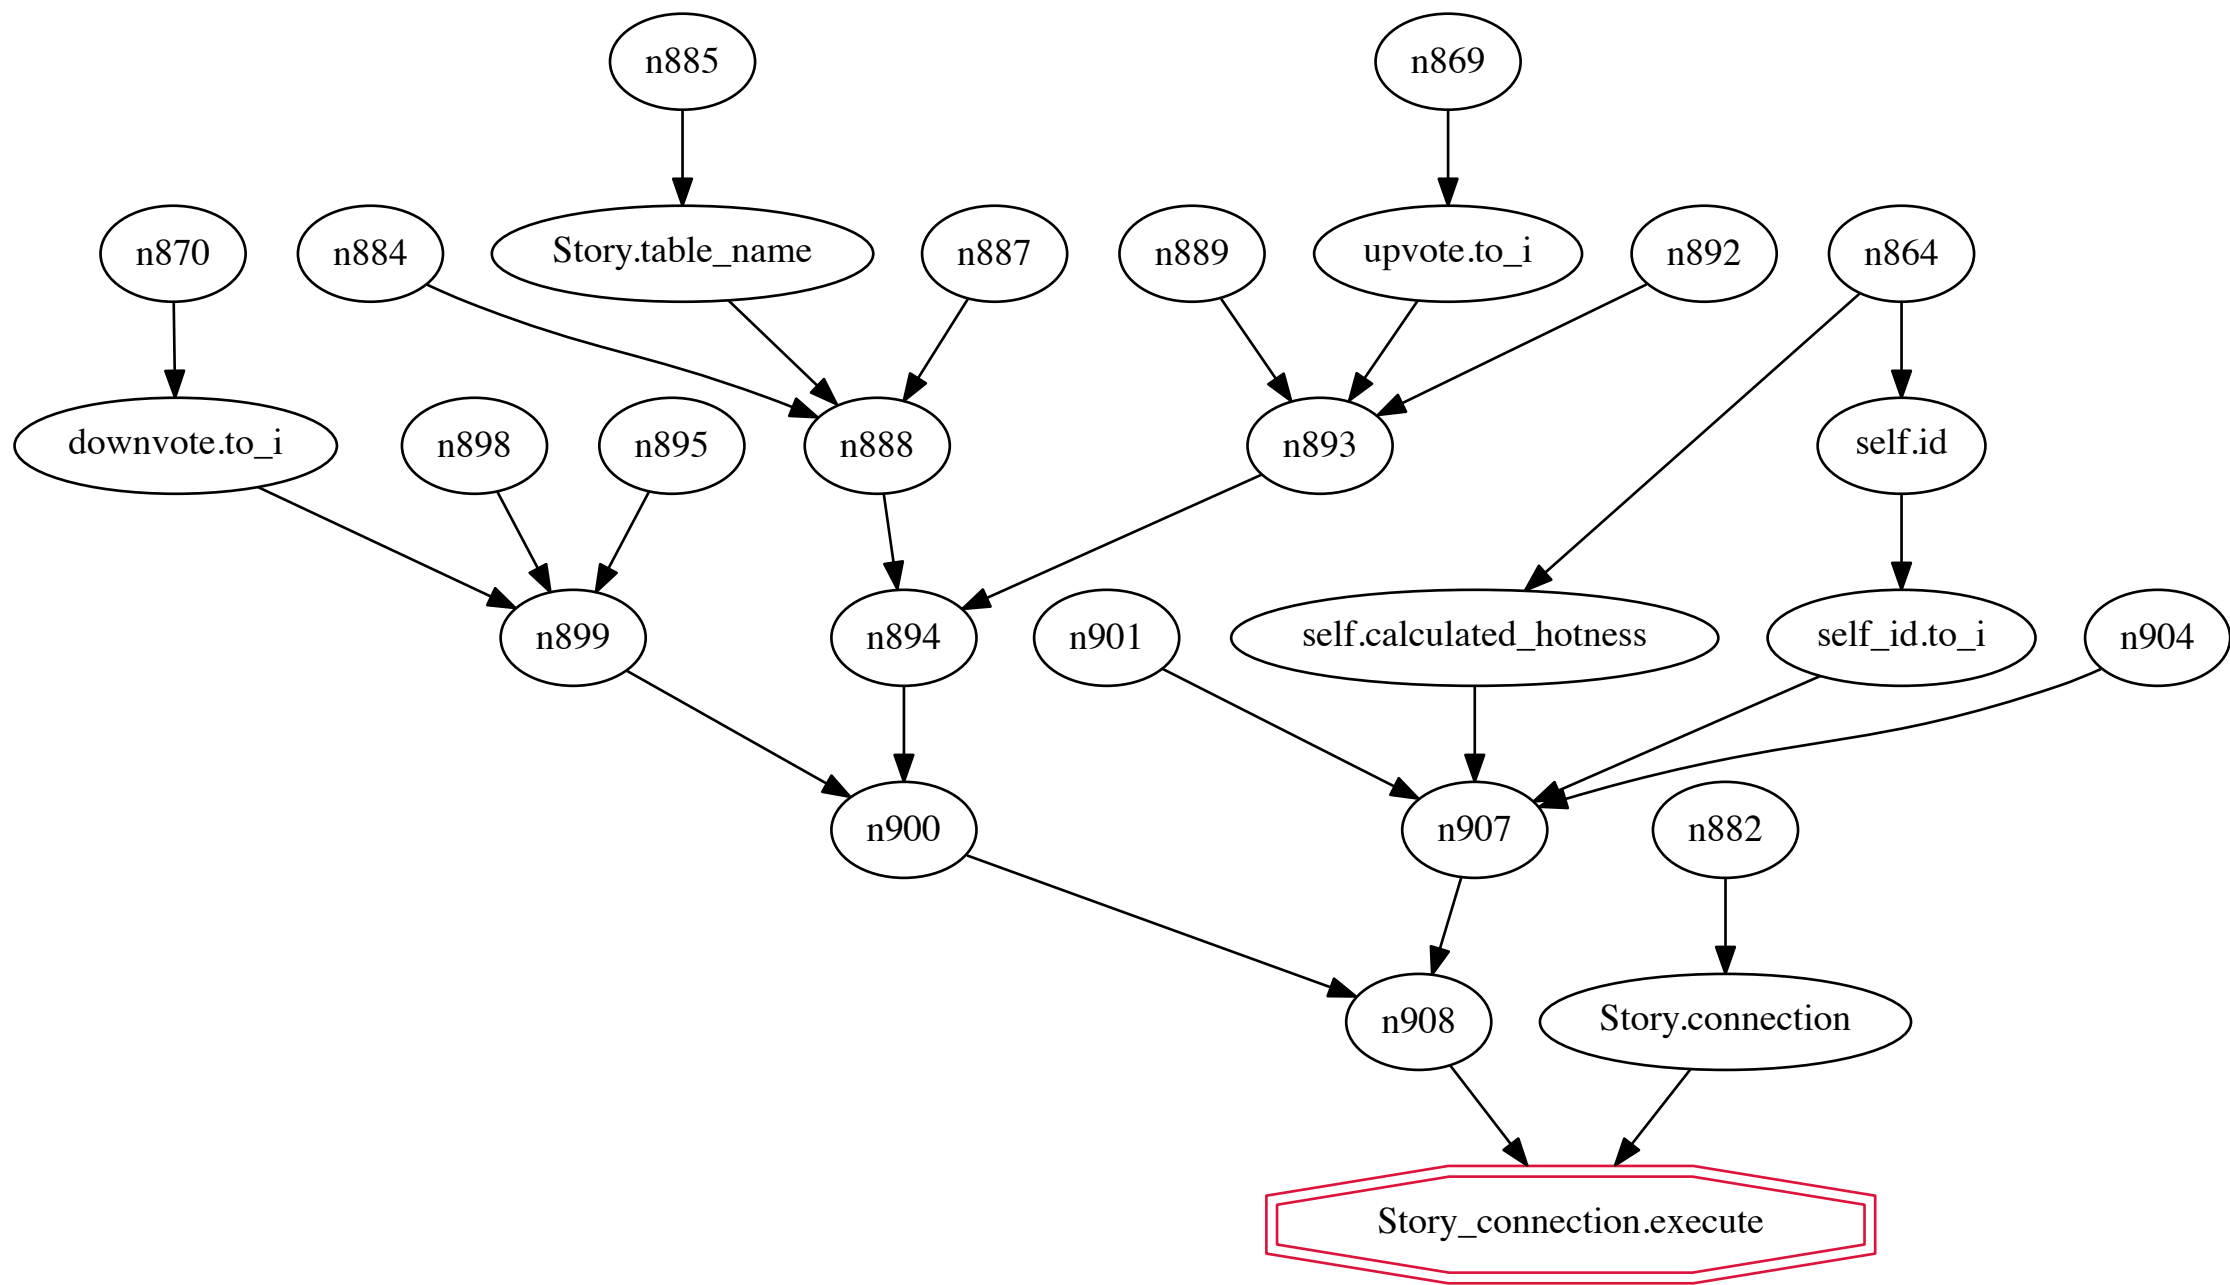 n885
n869
n870
n884
Story.table_name
n887
n889
upvote.to_i
n892
n864
downvote.to_i
n898
n895
n888
n893
self.id
n899
n894
n901
self.calculated_hotness
self_id.to_i
n904
n900
n907
n882
n908
Story.connection
Story_connection.execute